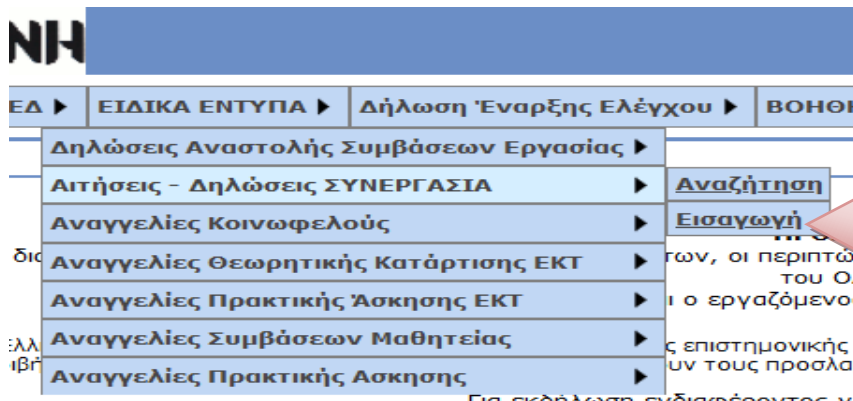 ΝΗ
ΕΔ ΕΙΔΙΚΑ ΕΝΤΥΠΑ Δήλωση Έναρξης Ελέγχου ΒΟΗΘ
Δηλώσεις Αναστολής Συμβάσεων Εργασίας
Αιτήσεις - Δηλώσεις ΣΥΝΕΡΓΑΣΙΑ Αναζήτηση
Αναγγελίες Κοινωφελούς Εισαγωγή
Αναγγελίες Θεωρητικής Κατάρτισης ΕΚΤ των, οι περιπτώ
του Ο
Αναγγελίες Πρακτικής Άσκησης ΕΚΤ ι ο εργαζόμενο
Αναγγελίες Συμβάσεων Μαθητείας ς επιστημονικής
Αναγγελίες Πρακτικής Ασκησης υν τους προσλα